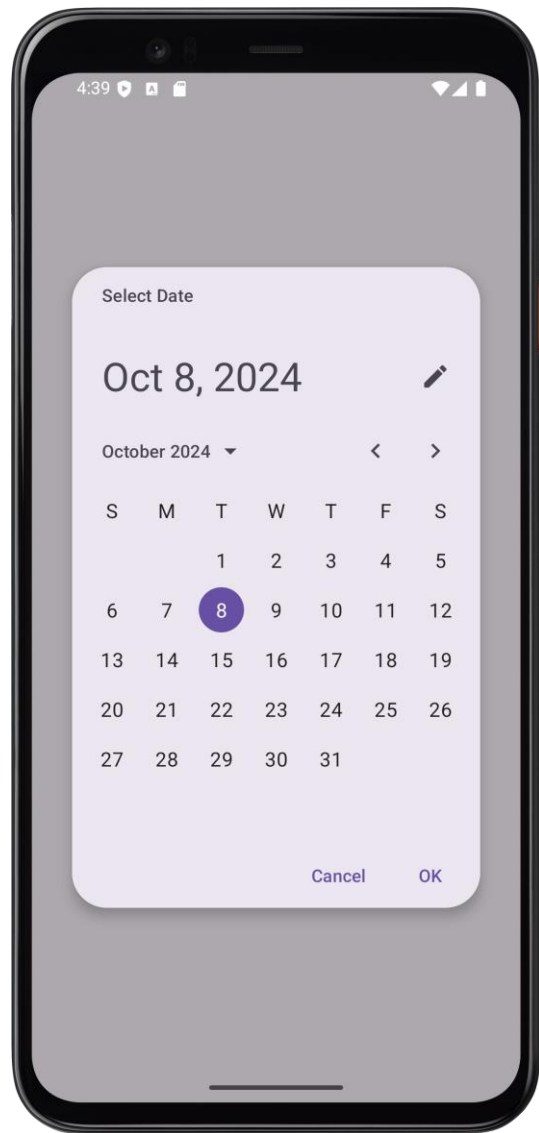 4:39
Select Date
Oct 8, 2024
October 2024
S M T W T F S
1 2 3 4 5
6 7 8 9 10 11 12
13 14 15 16 17 18 19
20 21 22 23 24 25 26
27 28 29 30 31
Cancel OK